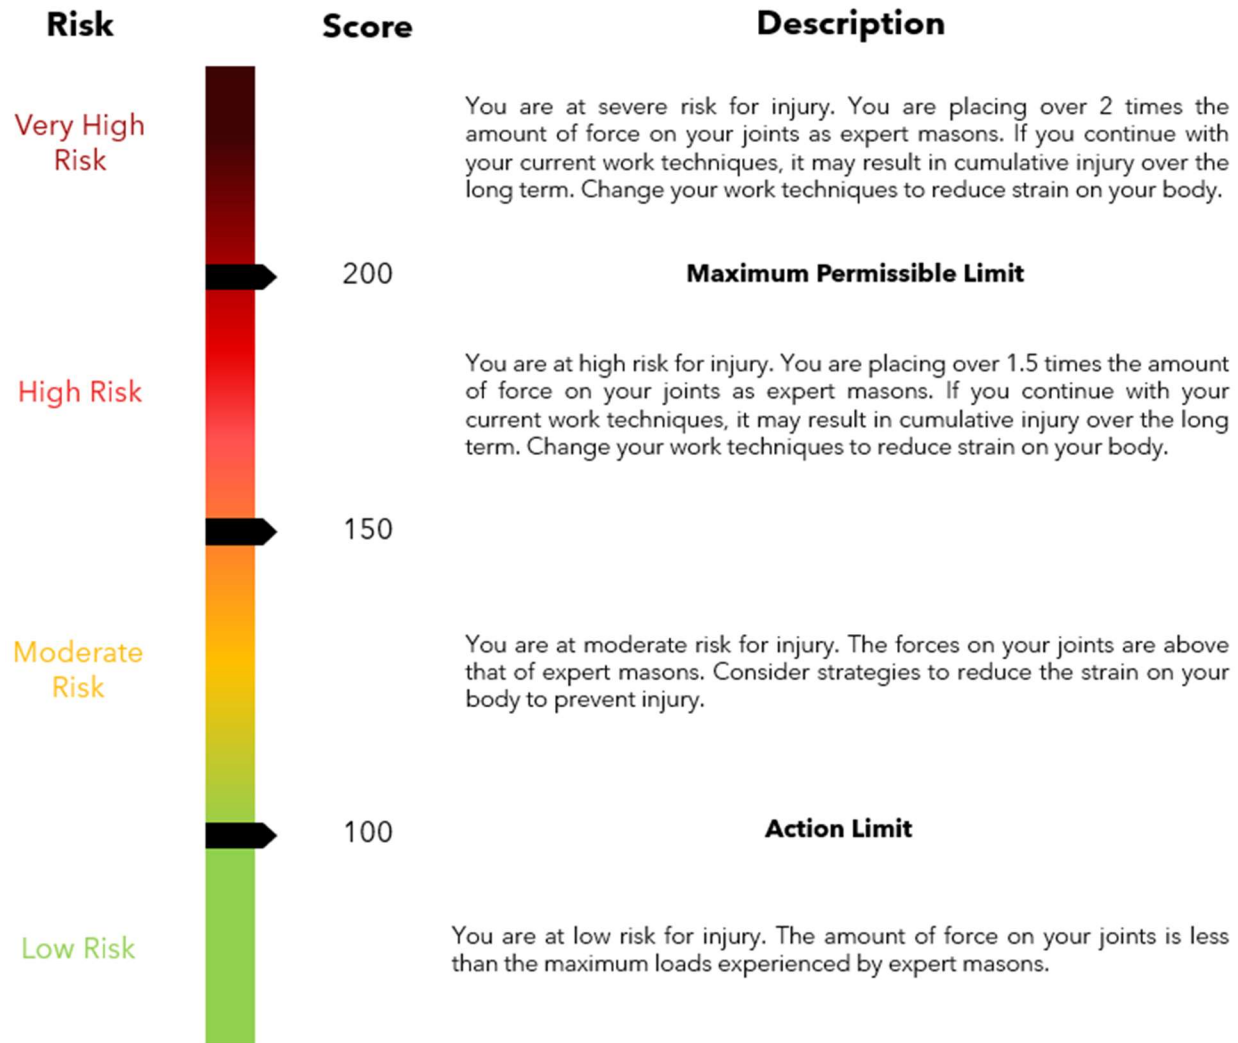 Risk Score Description
Very High
Risk
You are at severe risk for injury. You are placing over 2 times the
amount of force on your joints as expert masons. If you continue with
your current work techniques, it may result in cumulative injury over the
long term. Change your work techniques to reduce strain on your body.
200 Maximum Permissible Limit
High Risk
You are at high risk for injury. You are placing over 1.5 times the amount
of force on your joints as expert masons. If you continue with your
current work techniques, it may result in cumulative injury over the long
term. Change your work techniques to reduce strain on your body.
150
Moderate
Risk
You are at moderate risk for injury. The forces on your joints are above
that of expert masons. Consider strategies to reduce the strain on your
body to prevent injury.
100 Action Limit
Low Risk
You are at low risk for injury. The amount of force on your joints is less
than the maximum loads experienced by expert masons.